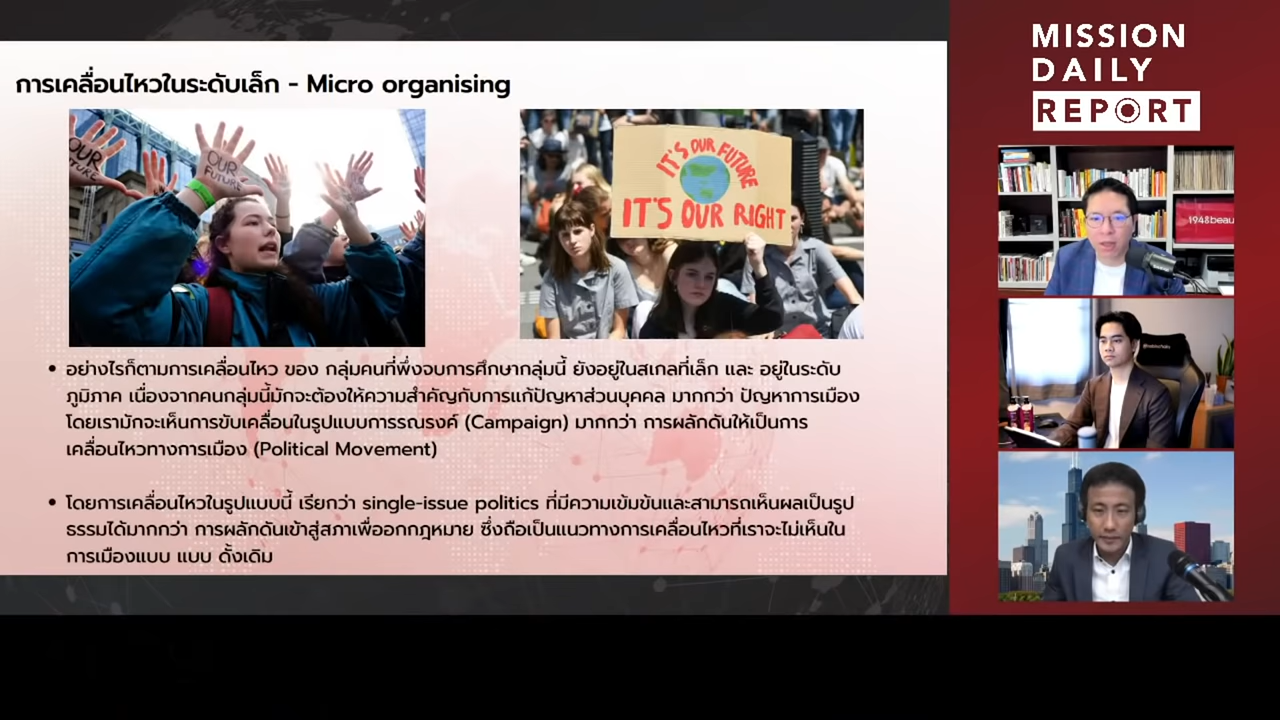 การเคลื่อนไหวในระดับเล็ก - Micro organising
OUR
FUTURE
OUR
FUTURE
IT'S OUR FUTURE
IT'S OUR RIGHT
• อย่างไรก็ตามการเคลื่อนไหว ของ กลุ่มคนที่พึ่งจบการศึกษากลุ่มนี้ ยังอยู่ในสเกลที่เล็ก และ อยู่ในระดับ
ภูมิภาค เนื่องจากคนกลุ่มนี้มักจะต้องให้ความสำคัญกับการแก้ปัญหาส่วนบุคคล มากกว่า ปัญหาการเมือง
โดยเรามักจะเห็นการขับเคลื่อนในรูปแบบการรณรงค์ (Campaign) มากกว่า การผลักดันให้เป็นการ
เคลื่อนไหวทางการเมือง (Political Movement)
• โดยการเคลื่อนไหวในรูปแบบนี้ เรียกว่า single-issue politics ที่มีความเข้มข้นและสามารถเห็นผลเป็นรูป
ธรรมได้มากกว่า การผลักดันเข้าสู่สภาเพื่อออกกฎหมาย ซึ่งถือเป็นแนวทางการเคลื่อนไหวที่เราจะไม่เห็นใน
การเมืองแบบ แบบ ดั้งเดิม
MISSION
DAILY
REPORT
1948beau